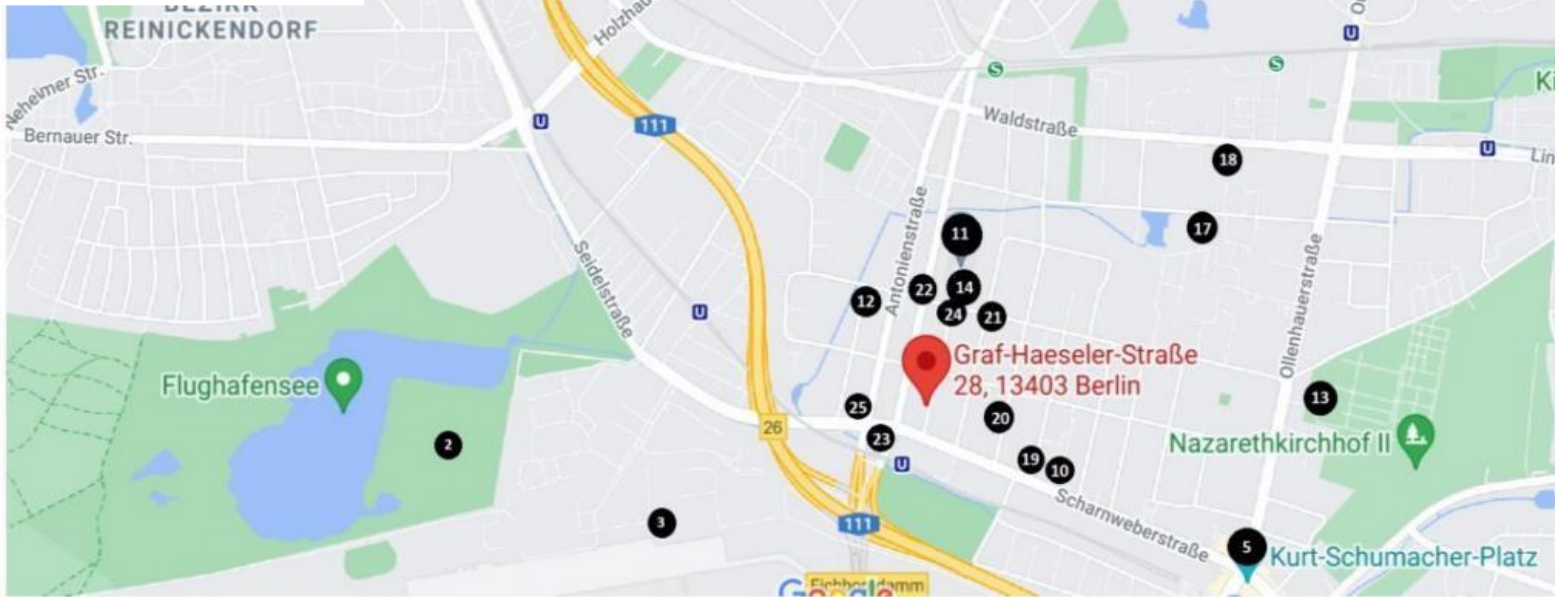 REINICKENDORF
Neheimer Str.
Bernauer Str.
U
111
U
S
S
Waldstraße
U
Lin
18
17
Antonienstraße
11
Seidelstraße
U
12
22
14
24
21
Ollenhauerstraße
Flughafensee
Graf-Haeseler-Straße
28, 13403 Berlin
13
25
20
26
23
2
Nazarethkirchhof II
U
19
10
Scharnweberstraße
3
111
5
Kurt-Schumacher-Platz
Google